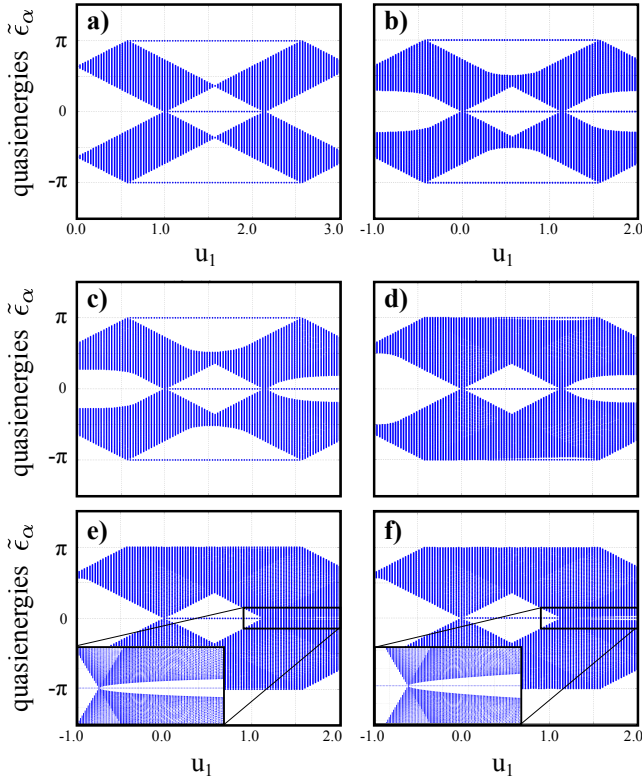 a)
b)
quasienergies ε̃α
π
0
-π
0.0 1.0 2.0 3.0
-1.0 0.0 1.0 2.0
u₁
u₁
c)
d)
quasienergies ε̃α
π
0
-π
e)
f)
quasienergies ε̃α
π
0
-π
-1.0 0.0 1.0 2.0
-1.0 0.0 1.0 2.0
u₁
u₁